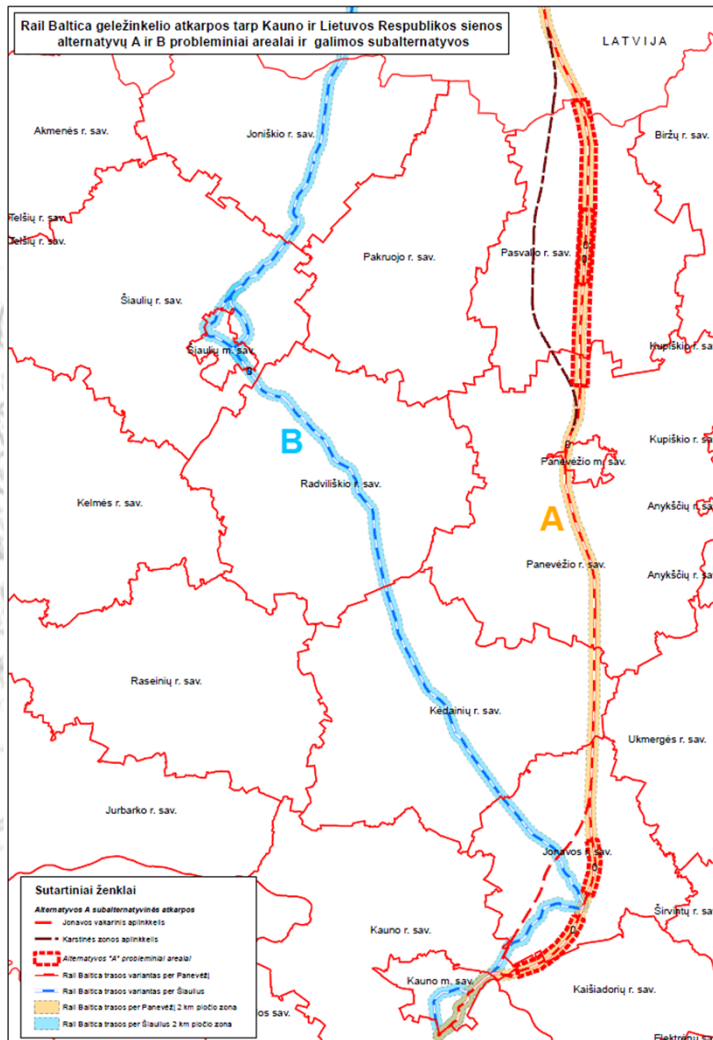 Rail Baltica geležinkelio atkarpos tarp Kauno ir Lietuvos Respublikos sienos
alternatyvų A ir B probleminiai arealai ir galimos subalternatyvos
LATVIJA
Akmenės r. sav.
Joniškio r. sav.
Biržų r. sav.
Telšių r. sav.
Telšių r. sav.
Pakruojo r. sav.
Pasvalio r. sav.
Šiaulių r. sav.
Šiaulių m. sav.
Kupiškio r. sav.
B
Radviliškio r. sav.
Panevėžio m. sav.
Kupiškio r. sav.
Kelmės r. sav.
A
Anykščių r. sav.
Panevėžio r. sav.
Anykščių r. sav.
Raseinių r. sav.
Kėdainių r. sav.
Ukmergės r. sav.
Jurbarko r. sav.
Jonavos r. sav.
Širvintų r. sav.
Kauno r. sav.
Kauno m. sav.
Kaišiadorių r. sav.
os sav.
Elektrėnų sav.
Sutartiniai ženklai
Alternatyvos A subalternatyvinės atkarpos
Jonavos vakarinis aplinkkelis
Karstinės zonos aplinkkelis
Alternatyvos "A" probleminiai arealai
Rail Baltica trasos variantas per Panevėžį
Rail Baltica trasos variantas per Šiaulius
Rail Baltica trasos per Panevėžį 2 km pločio zona
Rail Baltica trasos per Šiaulius 2 km pločio zona